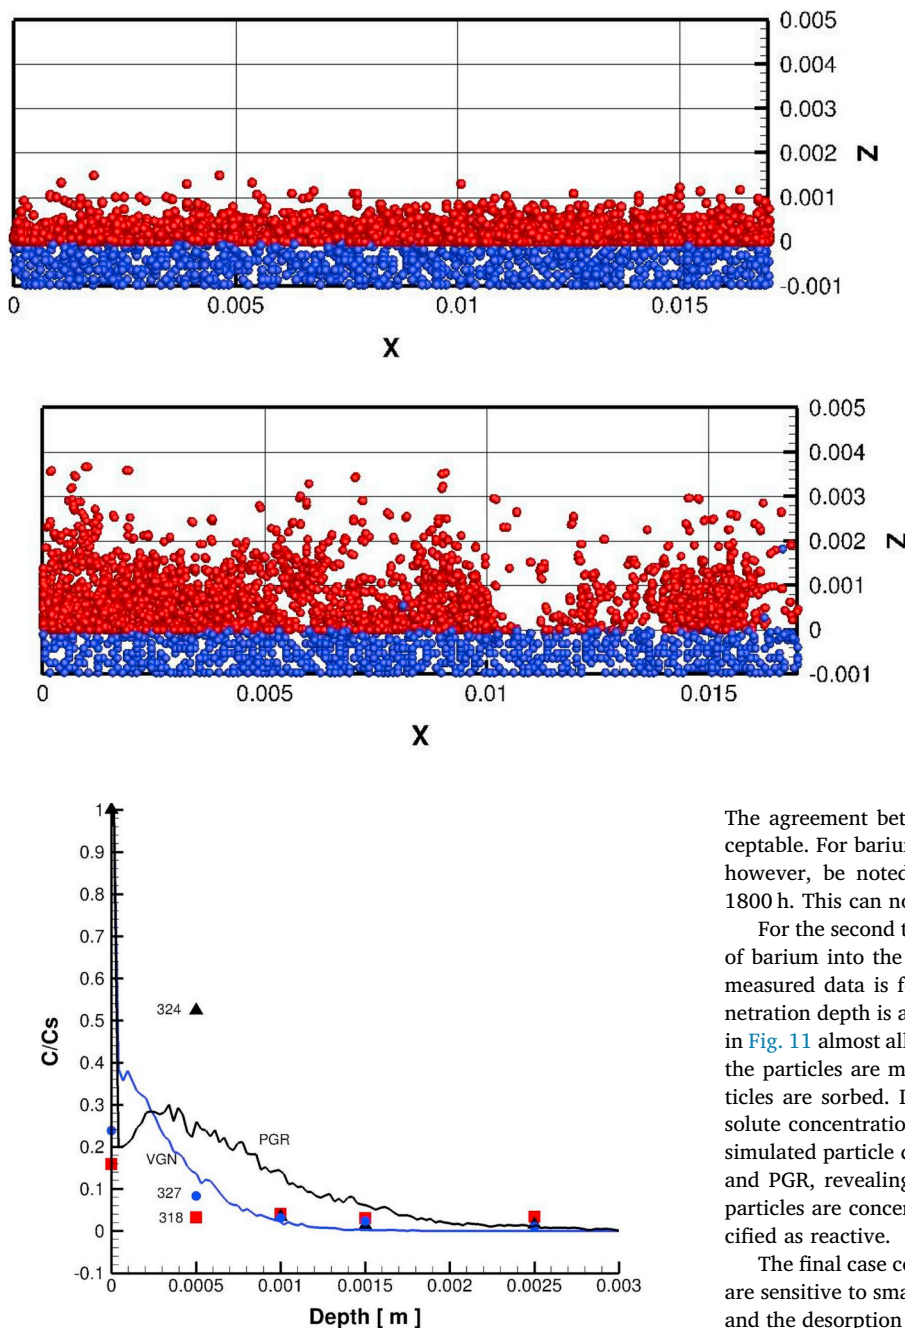 0.005
0.004
0.003
0.002
0.001
0
-0.001
Z
0 0.005 0.01 0.015
X
0.005
0.004
0.003
0.002
0.001
0
-0.001
Z
0 0.005 0.01 0.015
X
1
0.9
0.8
0.7
0.6
0.5
0.4
0.3
0.2
0.1
0
-0.1
C/Cs
324
PGR
VGN
327
318
0 0.0005 0.001 0.0015 0.002 0.0025 0.003
Depth [ m ]
The agreement bet
ceptable. For barium
however, be noted
1800 h. This can no
For the second t
of barium into the
measured data is f
netration depth is a
in Fig. 11 almost all
the particles are m
ticles are sorbed. I
solute concentration
simulated particle c
and PGR, revealing
particles are concen
cified as reactive.
The final case co
are sensitive to sma
and the desorption